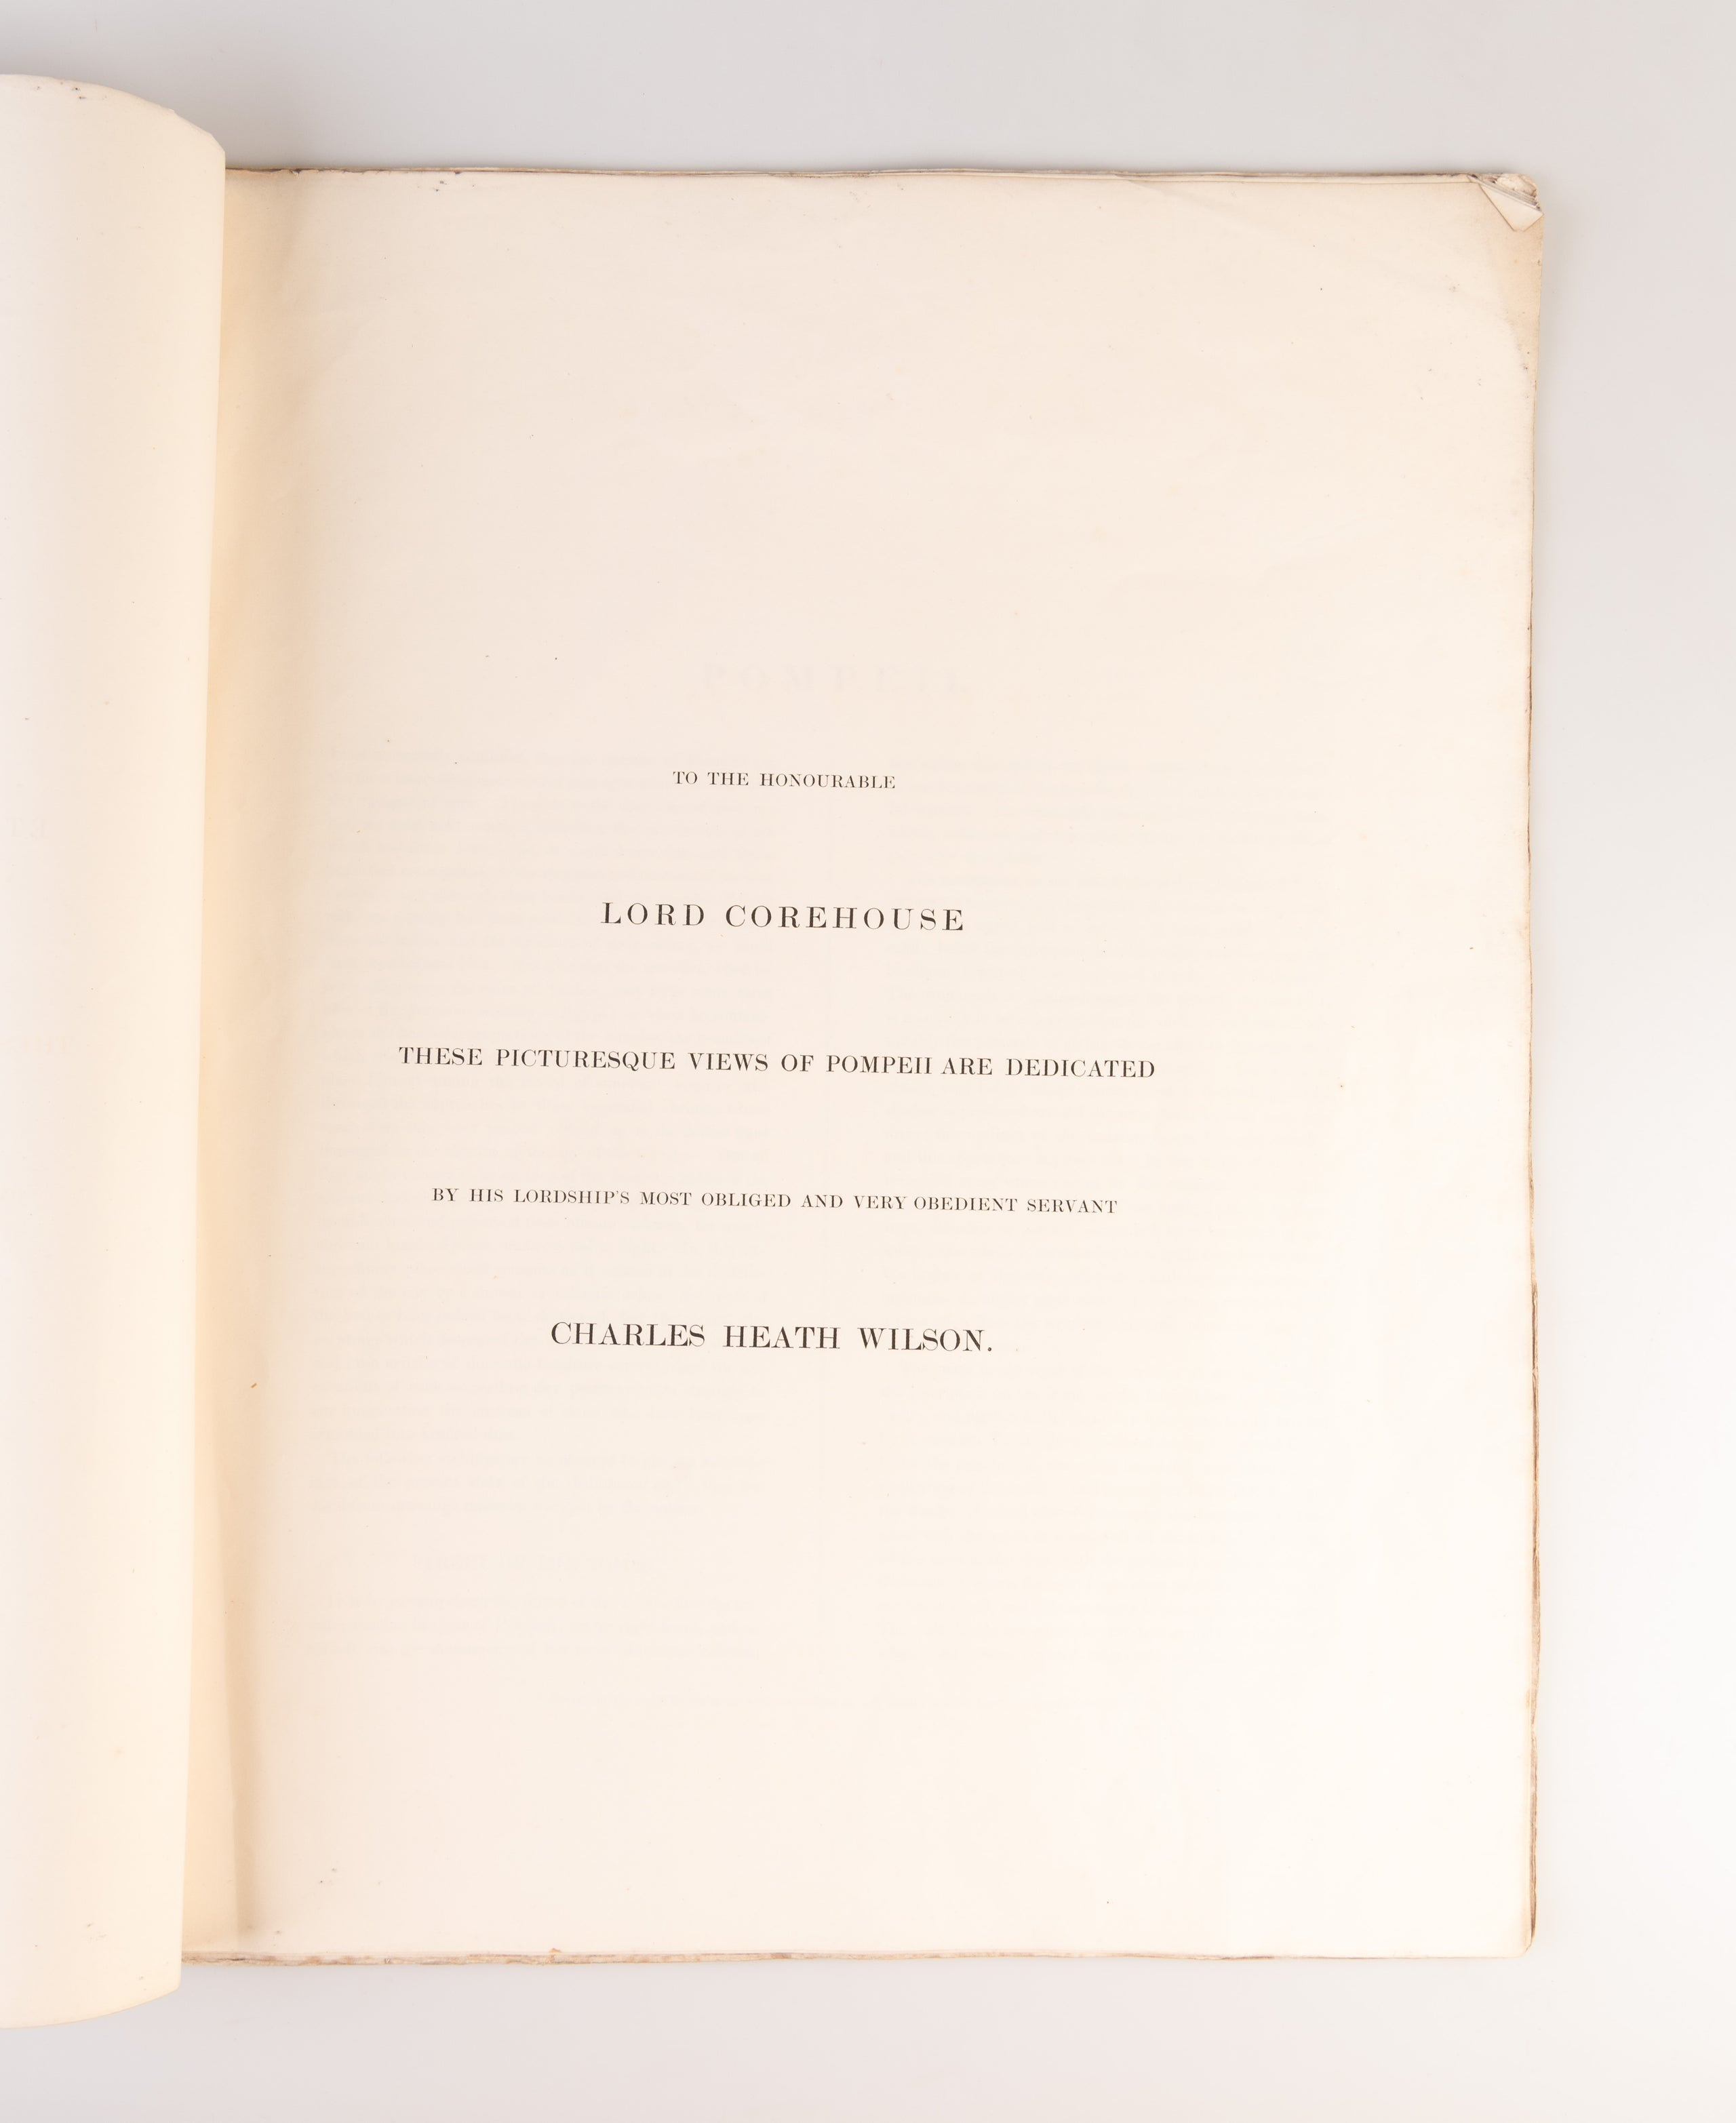 POMPEII.
TO THE HONOURABLE
LORD COREHOUSE
THESE PICTURESQUE VIEWS OF POMPEII ARE DEDICATED
BY HIS LORDSHIP'S MOST OBLIGED AND VERY OBEDIENT SERVANT
CHARLES HEATH WILSON.